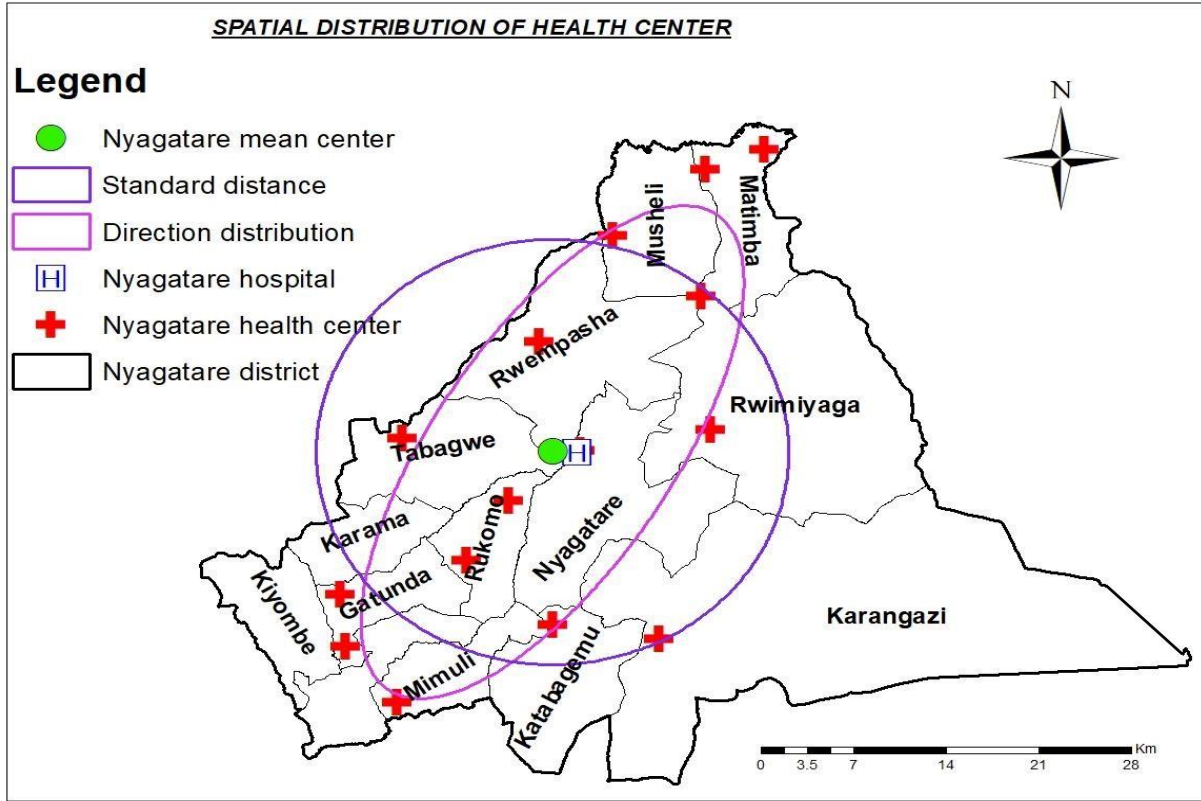 SPATIAL DISTRIBUTION OF HEALTH CENTER
Legend
Nyagatare mean center
Standard distance
Direction distribution
H
Nyagatare hospital
Nyagatare health center
Nyagatare district
N
Musheli
Matimba
Rwempasha
Rwimiyaga
Tabagwe
H
Karama
Rukomo
Nyagatare
Kiyombe
Gatunda
Karangazi
Mimuli
Katabagemu
Km
0 3.5 7 14 21 28